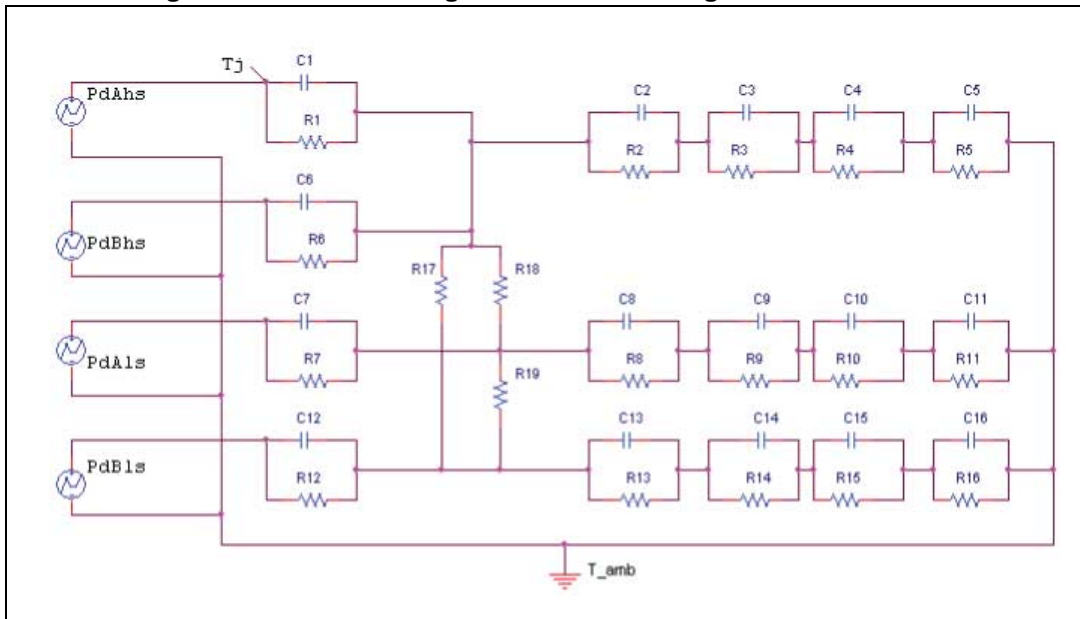 Tj
C1
PdAhs
R1
C2
C3
C4
C5
R2
R3
R4
R5
C6
PdBhs
R6
R17
R18
C7
PdAls
R7
C8
C9
C10
C11
R8
R9
R10
R11
R19
C12
PdBls
R12
C13
C14
C15
C16
R13
R14
R15
R16
T_amb